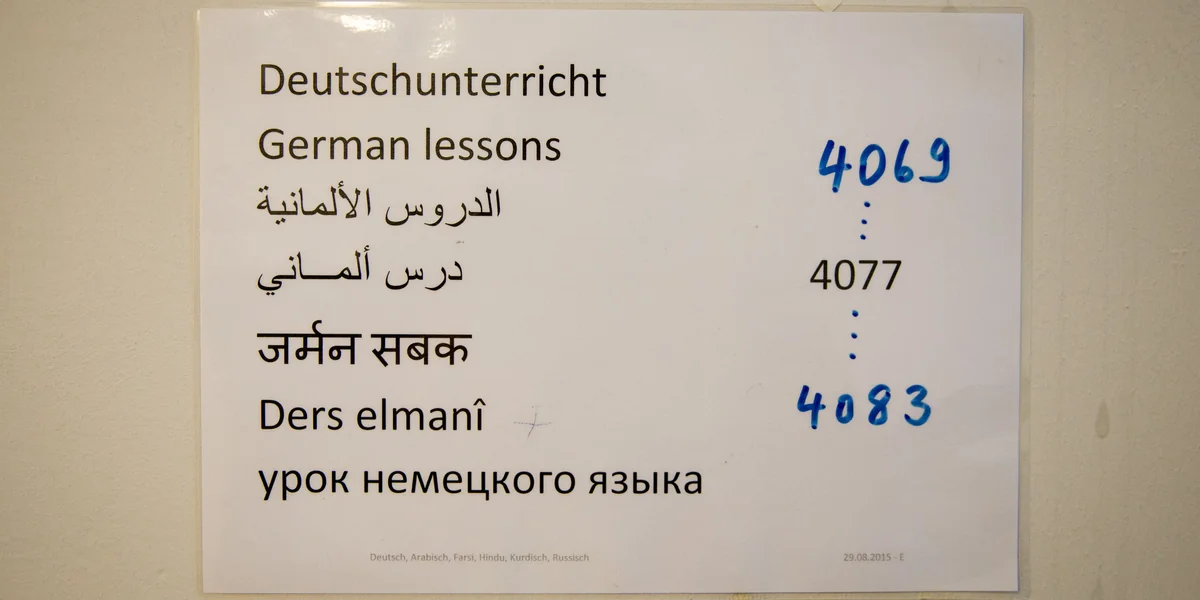 Deutschunterricht
German lessons
4069
الدروس الألمانية
درس ألمـــاني
4077
जर्मन सबक
Ders elmanî
4083
урок немецкого языка
Deutsch, Arabisch, Farsi, Hindu, Kurdisch, Russisch
29.08.2015 - E